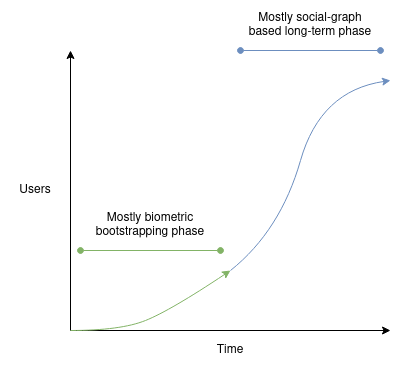 Mostly social-graph
based long-term phase
Users
Mostly biometric
bootstrapping phase
Time